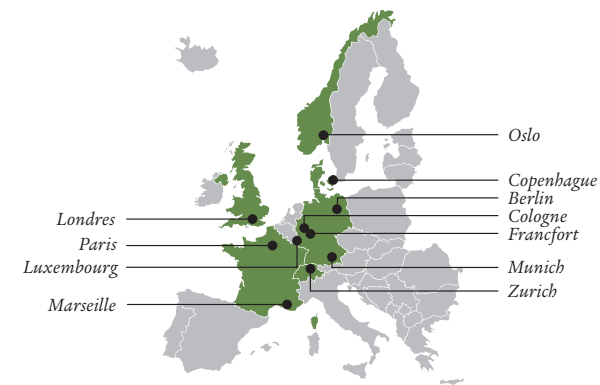 Oslo
Copenhague
Berlin
Cologne
Londres
Francfort
Paris
Luxembourg
Munich
Zurich
Marseille